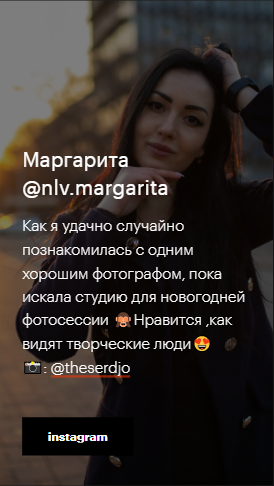 Маргарита
@nlv.margarita
Как я удачно случайно
познакомилась с одним
хорошим фотографом, пока
искала студию для новогодней
фотосессии 🙈 Нравится ,как
видят творческие люди 😍
📷 : @theserdjo
instagram